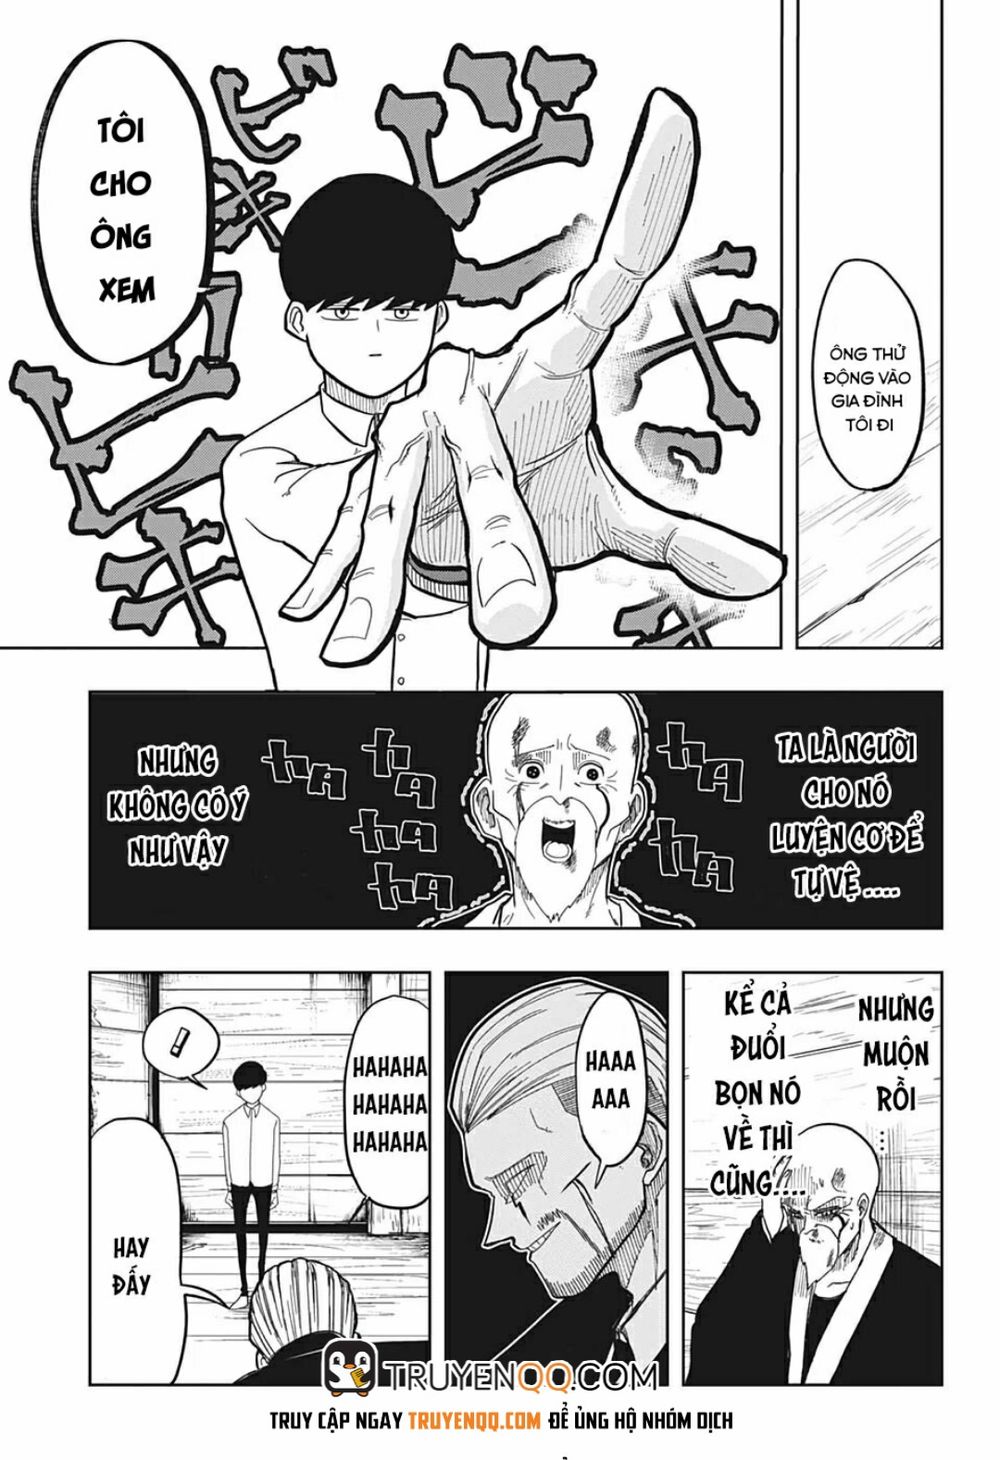 ÔNG THỬ
ĐỘNG VÀO
GIA ĐÌNH
TÔI ĐI
TÔI
CHO
ÔNG
XEM
TA LÀ NGƯỜI
CHO NÓ
LUYỆN CƠ ĐỂ
TỰ VỆ ....
HA
HA
HA
HA
HA
HA
HA
NHƯNG
KHÔNG CÓ Ý
NHƯ VẬY
NHƯNG
MUỘN
RỒI
...
KỂ CẢ
ĐUỔI
BỌN NÓ
VỀ THÌ
CŨNG....
HAAA
AAA
HAHAHA
HAHAHA
HAHAHA
!
HAY
ĐẤY
TRUYENQQ.COM
TRUY CẬP NGAY TRUYENQQ.COM ĐỂ ỦNG HỘ NHÓM DỊCH